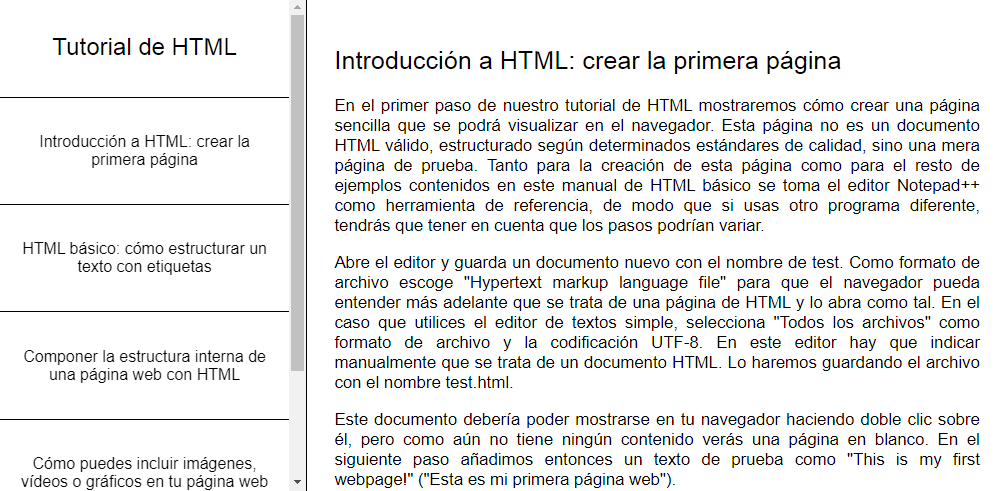 Tutorial de HTML
Introducción a HTML: crear la
primera página
HTML básico: cómo estructurar un
texto con etiquetas
Componer la estructura interna de
una página web con HTML
Cómo puedes incluir imágenes,
vídeos o gráficos en tu página web
Introducción a HTML: crear la primera página
En el primer paso de nuestro tutorial de HTML mostraremos cómo crear una página
sencilla que se podrá visualizar en el navegador. Esta página no es un documento
HTML válido, estructurado según determinados estándares de calidad, sino una mera
página de prueba. Tanto para la creación de esta página como para el resto de
ejemplos contenidos en este manual de HTML básico se toma el editor Notepad++
como herramienta de referencia, de modo que si usas otro programa diferente,
tendrás que tener en cuenta que los pasos podrían variar.
Abre el editor y guarda un documento nuevo con el nombre de test. Como formato de
archivo escoge "Hypertext markup language file" para que el navegador pueda
entender más adelante que se trata de una página de HTML y lo abra como tal. En el
caso que utilices el editor de textos simple, selecciona "Todos los archivos" como
formato de archivo y la codificación UTF-8. En este editor hay que indicar
manualmente que se trata de un documento HTML. Lo haremos guardando el archivo
con el nombre test.html.
Este documento debería poder mostrarse en tu navegador haciendo doble clic sobre
él, pero como aún no tiene ningún contenido verás una página en blanco. En el
siguiente paso añadimos entonces un texto de prueba como "This is my first
webpage!" ("Esta es mi primera página web").